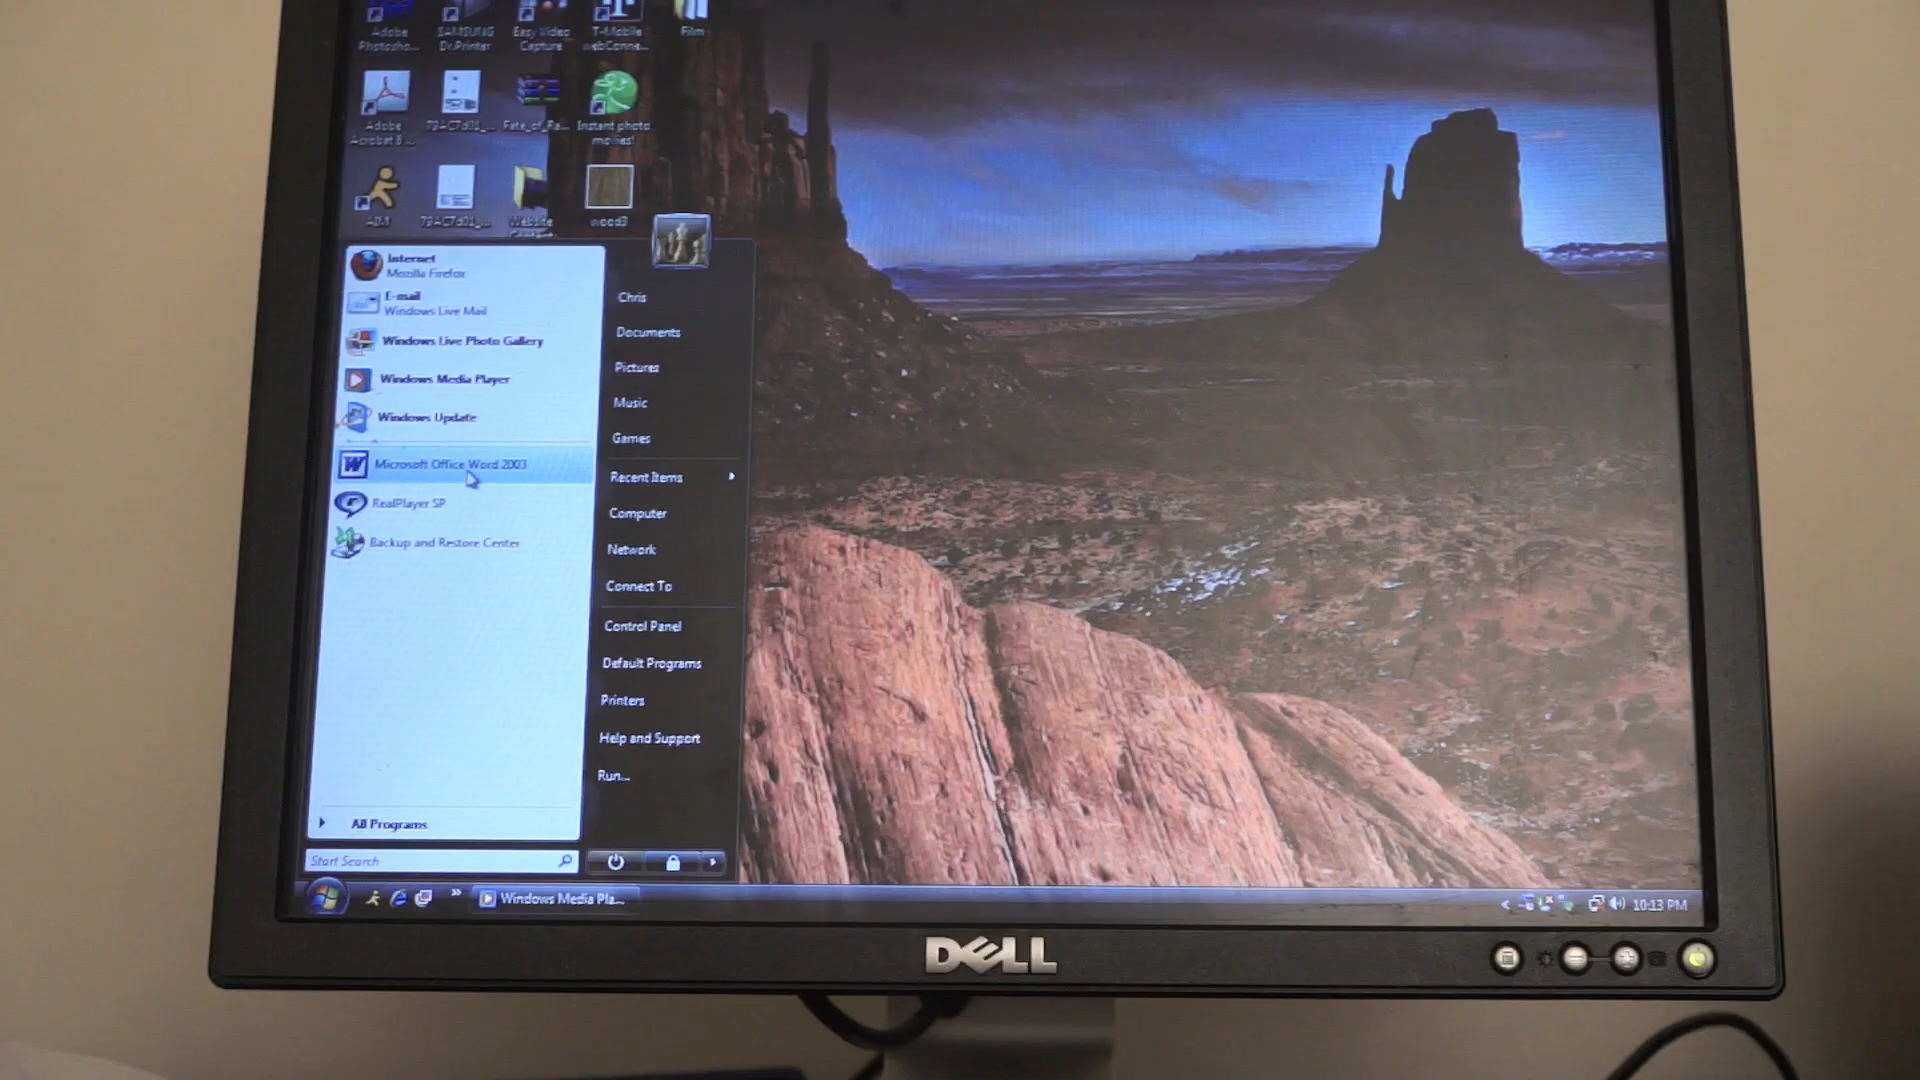 Adobe
Photosho...
SAMSUNG
Dr.Printer
Easy Video
Capture
T-Mobile
webConne...
Film
Adobe
Acrobat 8 ...
79AC7d01_...
Fate_of_Ra...
Instant photo
movies!
AIM
79AC7d01_...
Website
wood3
Internet
Mozilla Firefox
E-mail
Windows Live Mail
Windows Live Photo Gallery
Windows Media Player
Windows Update
Microsoft Office Word 2003
RealPlayer SP
Backup and Restore Center
All Programs
Start Search
Chris
Documents
Pictures
Music
Games
Recent Items
Computer
Network
Connect To
Control Panel
Default Programs
Printers
Help and Support
Run...
Windows Media Pla...
10:13 PM
DELL